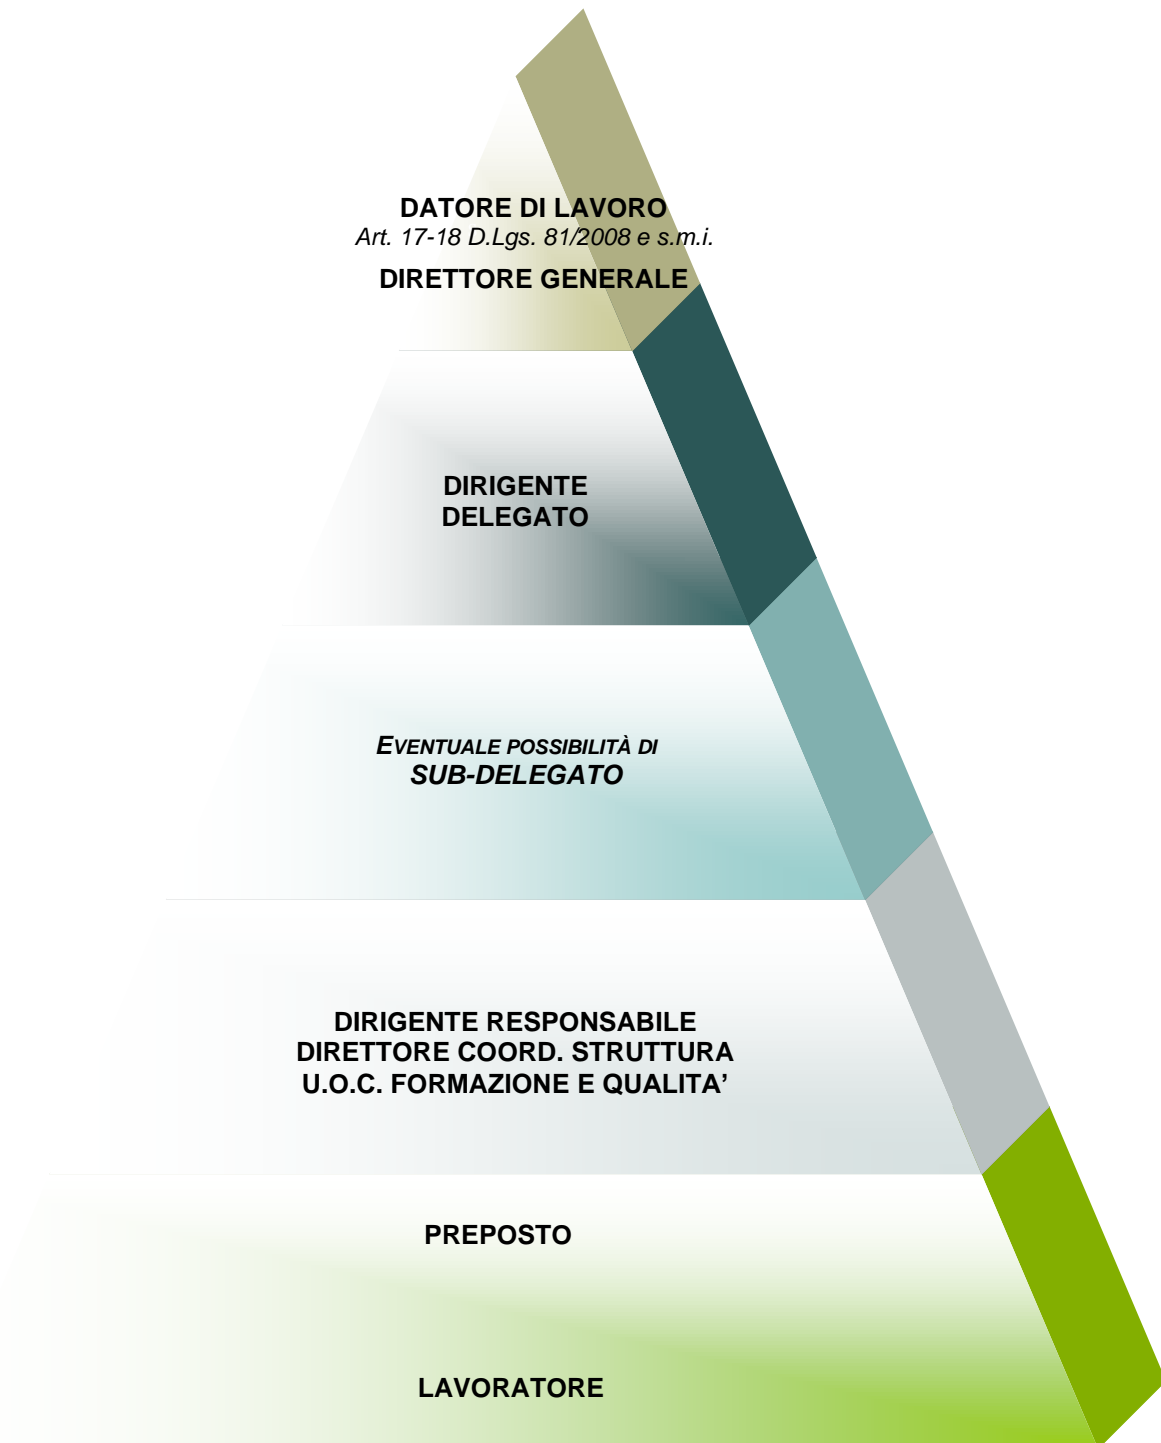 DATORE DI LAVORO
Art. 17-18 D.Lgs. 81/2008 e s.m.i.
DIRETTORE GENERALE
DIRIGENTE
DELEGATO
EVENTUALE POSSIBILITÀ DI
SUB-DELEGATO
DIRIGENTE RESPONSABILE
DIRETTORE COORD. STRUTTURA
U.O.C. FORMAZIONE E QUALITA’
PREPOSTO
LAVORATORE